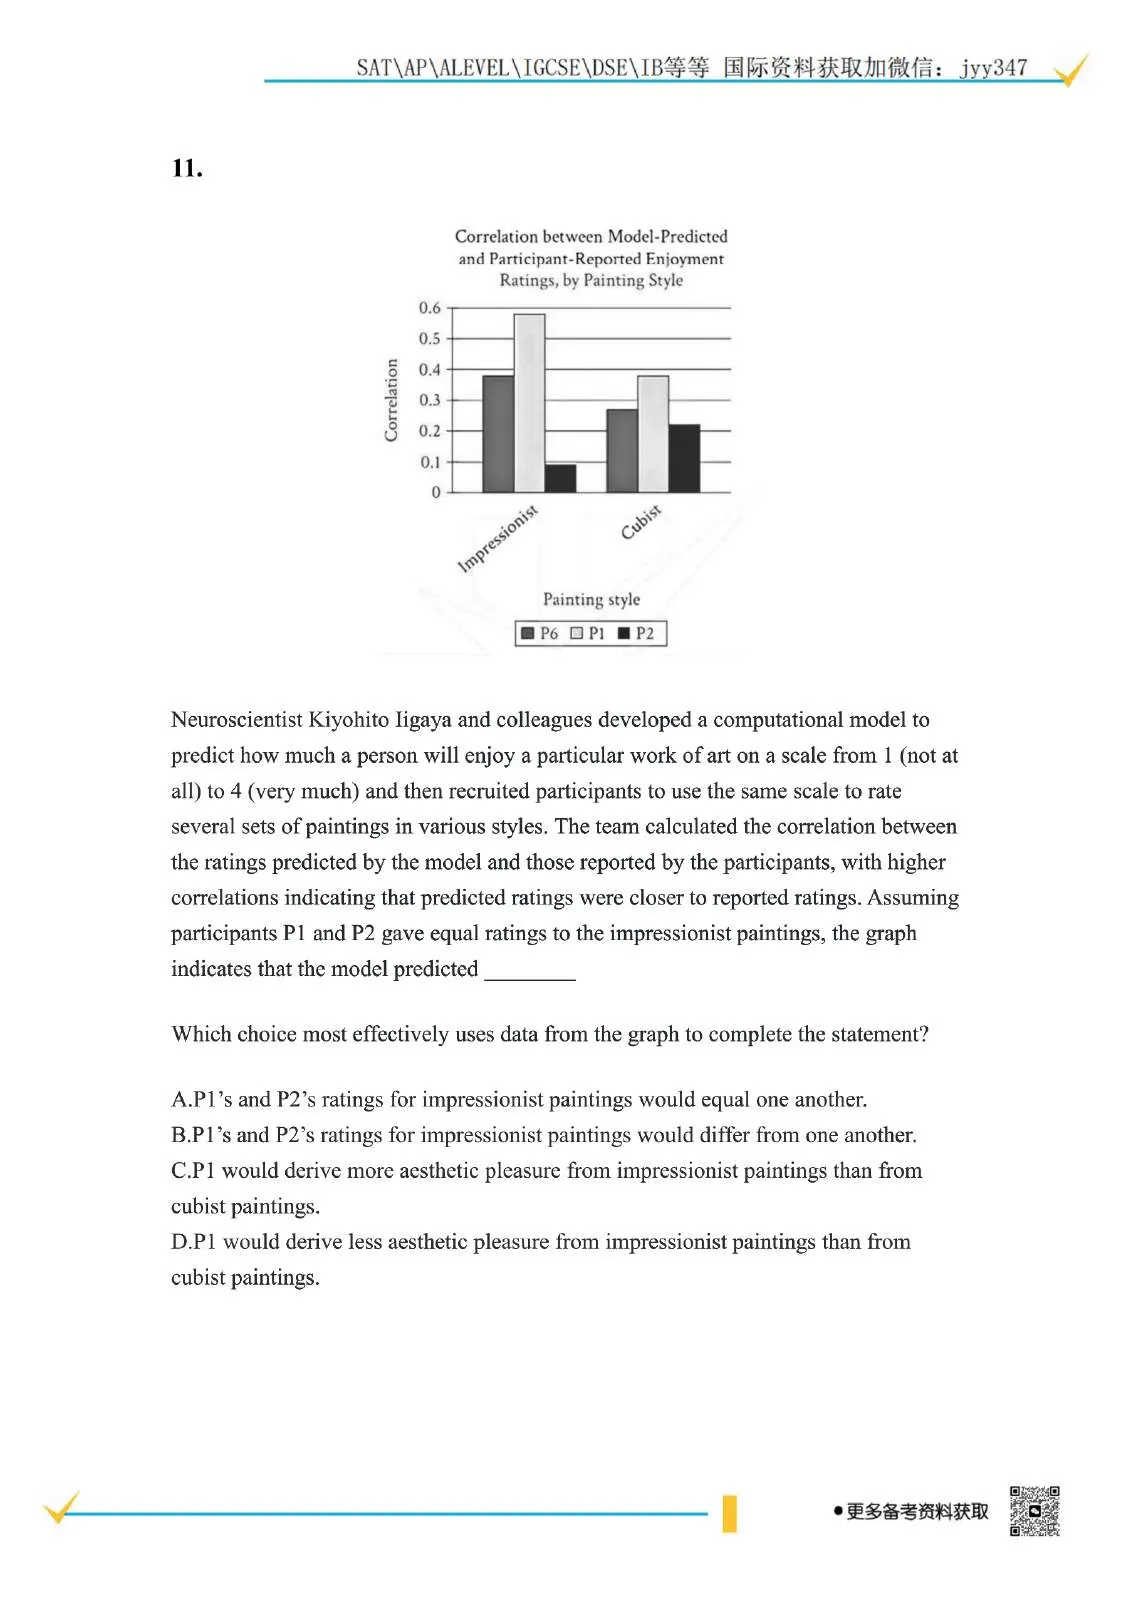 SAT\AP\ALEVEL\IGCSE\DSE\IB等等 国际资料获取加微信：jyy347
11.
Correlation between Model-Predicted
and Participant-Reported Enjoyment
Ratings, by Painting Style
0.6
0.5
0.4
0.3
0.2
0.1
0
Correlation
Impressionist
Cubist
Painting style
P6 P1 P2
Neuroscientist Kiyohito Iigaya and colleagues developed a computational model to
predict how much a person will enjoy a particular work of art on a scale from 1 (not at
all) to 4 (very much) and then recruited participants to use the same scale to rate
several sets of paintings in various styles. The team calculated the correlation between
the ratings predicted by the model and those reported by the participants, with higher
correlations indicating that predicted ratings were closer to reported ratings. Assuming
participants P1 and P2 gave equal ratings to the impressionist paintings, the graph
indicates that the model predicted ________
Which choice most effectively uses data from the graph to complete the statement?
A.P1’s and P2’s ratings for impressionist paintings would equal one another.
B.P1’s and P2’s ratings for impressionist paintings would differ from one another.
C.P1 would derive more aesthetic pleasure from impressionist paintings than from
cubist paintings.
D.P1 would derive less aesthetic pleasure from impressionist paintings than from
cubist paintings.
●更多备考资料获取